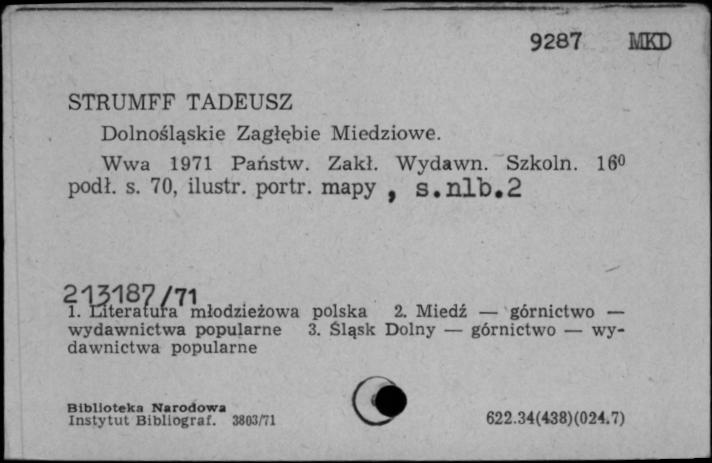 9287 MKD
STRUMFF TADEUSZ
Dolnośląskie Zagłębie Miedziowe.
Wwa 1971 Państw. Zakł. Wydawn. Szkoln. 16⁰
podł. s. 70, ilustr. portr. mapy , s.nlb.2
213187/71
1. Literatura młodzieżowa polska 2. Miedź — górnictwo —
wydawnictwa popularne 3. Śląsk Dolny — górnictwo — wy-
dawnictwa popularne
Biblioteka Narodowa
Instytut Bibliograf. 3803/71
622.34(438)(024.7)